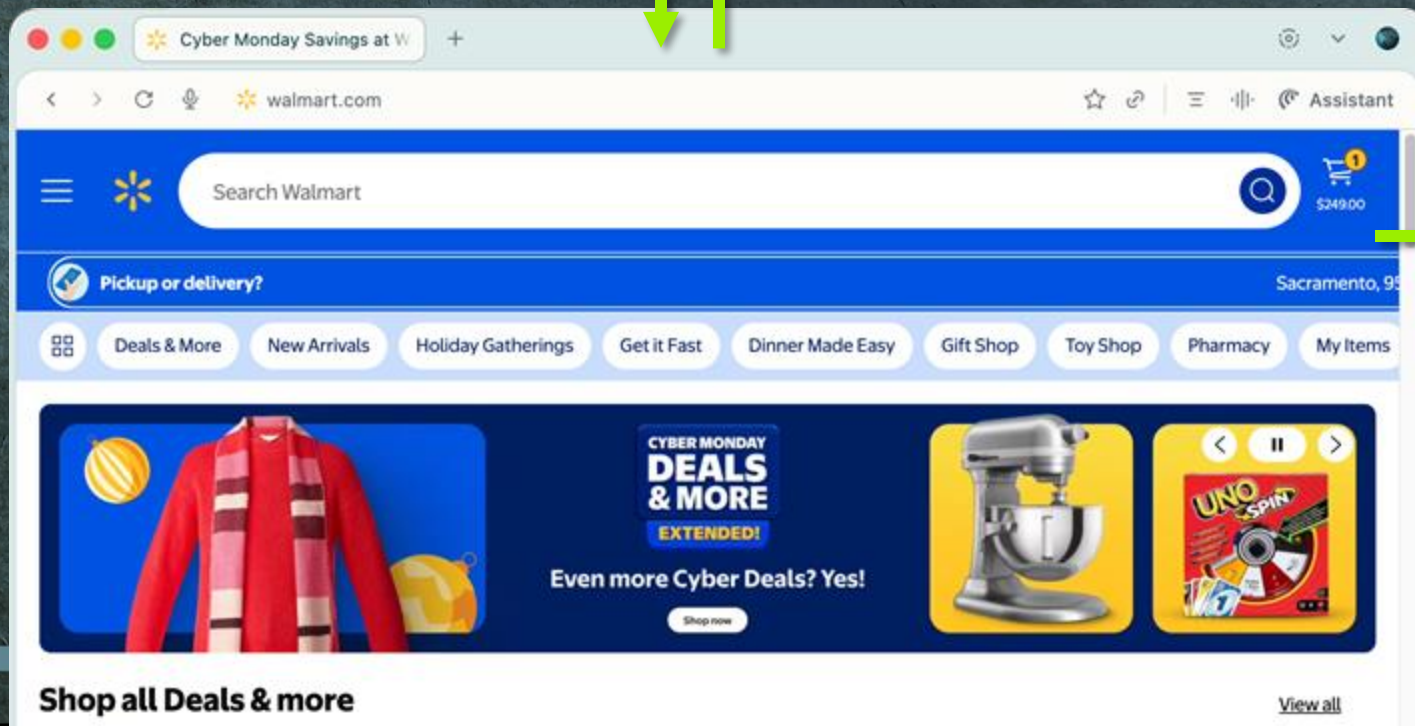 Cyber Monday Savings at W
walmart.com
Assistant
Search Walmart
1
$249.00
Pickup or delivery?
Sacramento, 95
Deals & More
New Arrivals
Holiday Gatherings
Get it Fast
Dinner Made Easy
Gift Shop
Toy Shop
Pharmacy
My Items
CYBER MONDAY
DEALS
& MORE
EXTENDED!
Even more Cyber Deals? Yes!
Shop now
UNO
SPIN
Shop all Deals & more
View all